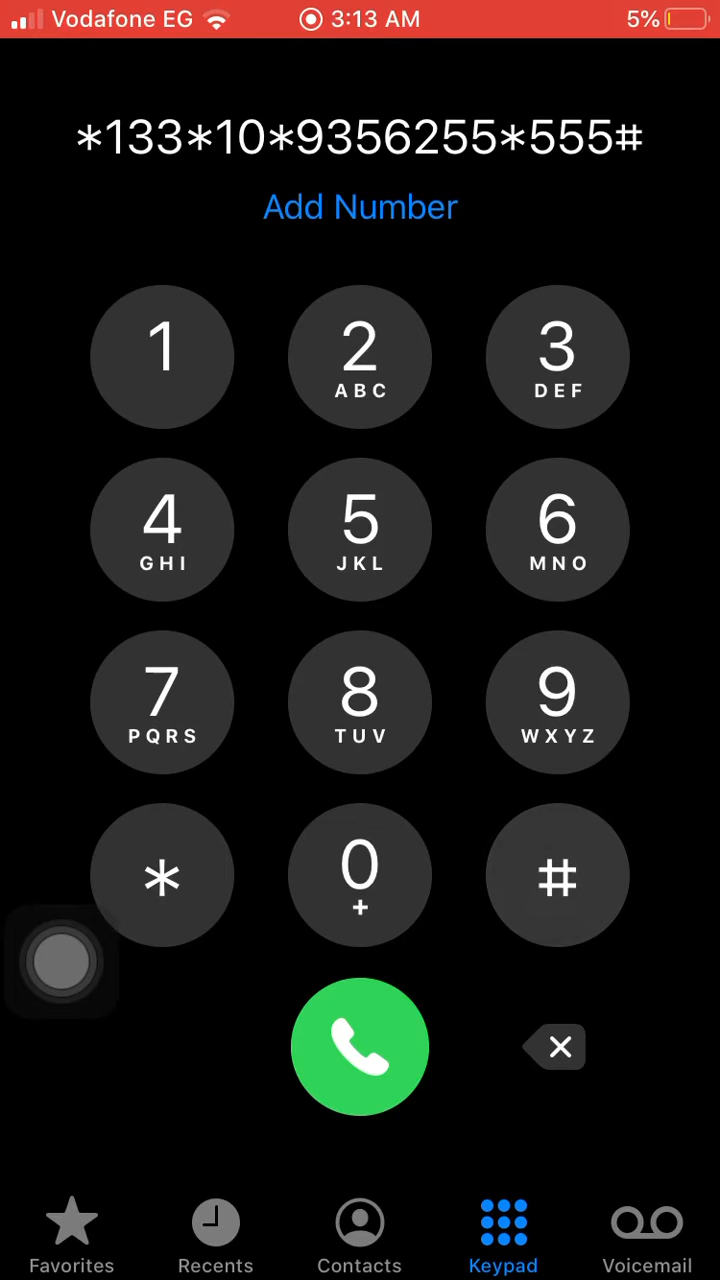 Vodafone EG 3:13 AM 5%
*133*10*9356255*555#
Add Number
1 2 3
ABC DEF
4 5 6
GHI JKL MNO
7 8 9
PQRS TUV WXYZ
* 0 #
+
Favorites Recents Contacts Keypad Voicemail